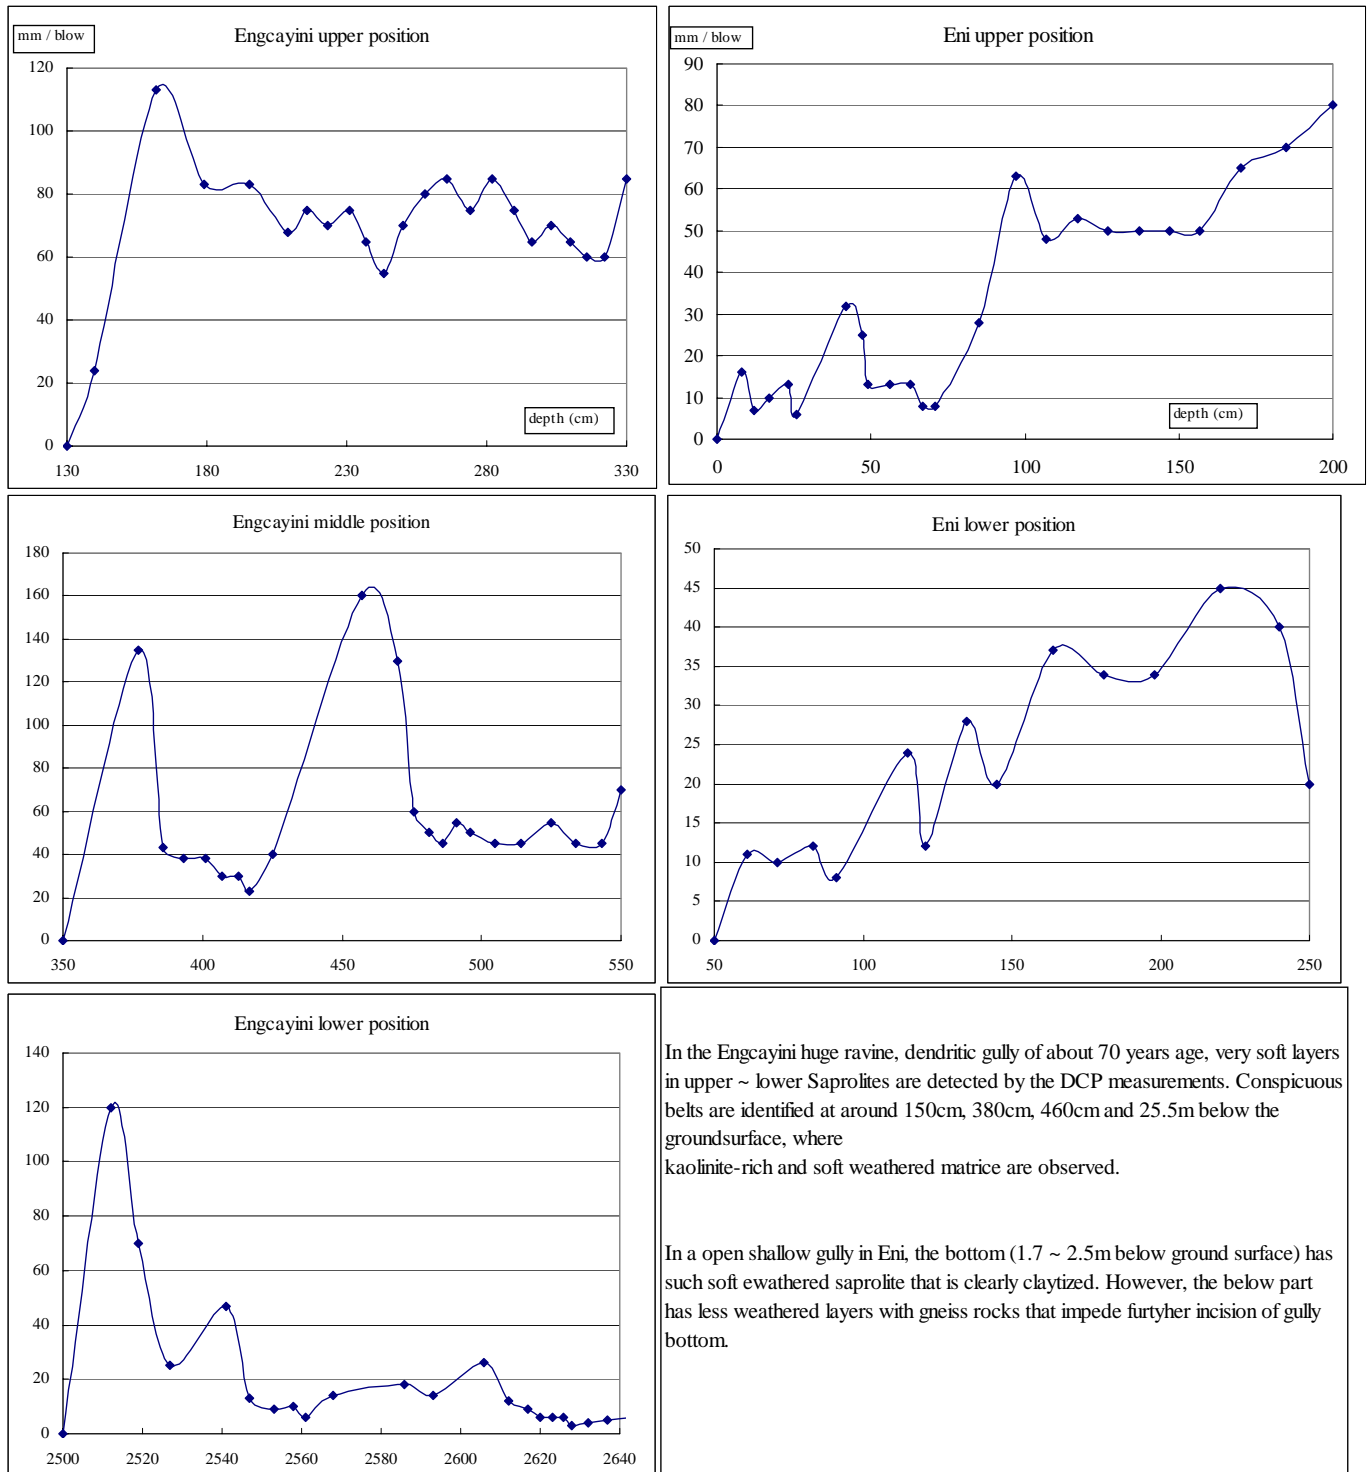 Engcayini upper position
mm / blow
120
100
80
60
40
20
0
depth (cm)
130 180 230 280 330
Eni upper position
mm / blow
90
80
70
60
50
40
30
20
10
0
depth (cm)
0 50 100 150 200
Engcayini middle position
180
160
140
120
100
80
60
40
20
0
350 400 450 500 550
Eni lower position
50
45
40
35
30
25
20
15
10
5
0
50 100 150 200 250
Engcayini lower position
140
120
100
80
60
40
20
0
2500 2520 2540 2560 2580 2600 2620 2640
In the Engcayini huge ravine, dendritic gully of about 70 years age, very soft layers
in upper ~ lower Saprolites are detected by the DCP measurements. Conspicuous
belts are identified at around 150cm, 380cm, 460cm and 25.5m below the
groundsurface, where
kaolinite-rich and soft weathered matrice are observed.
In a open shallow gully in Eni, the bottom (1.7 ~ 2.5m below ground surface) has
such soft ewathered saprolite that is clearly claytized. However, the below part
has less weathered layers with gneiss rocks that impede furtyher incision of gully
bottom.